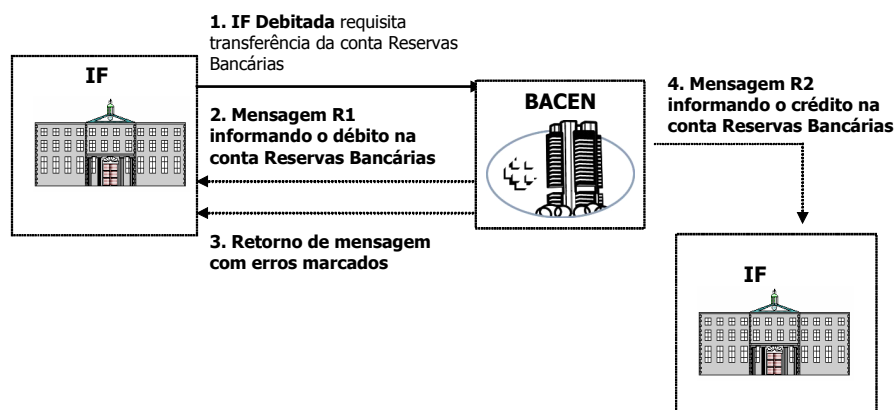 1. IF Debitada requisita
transferência da conta Reservas
Bancárias
IF
2. Mensagem R1
informando o débito na
conta Reservas Bancárias
BACEN
4. Mensagem R2
informando o crédito na
conta Reservas Bancárias
3. Retorno de mensagem
com erros marcados
IF